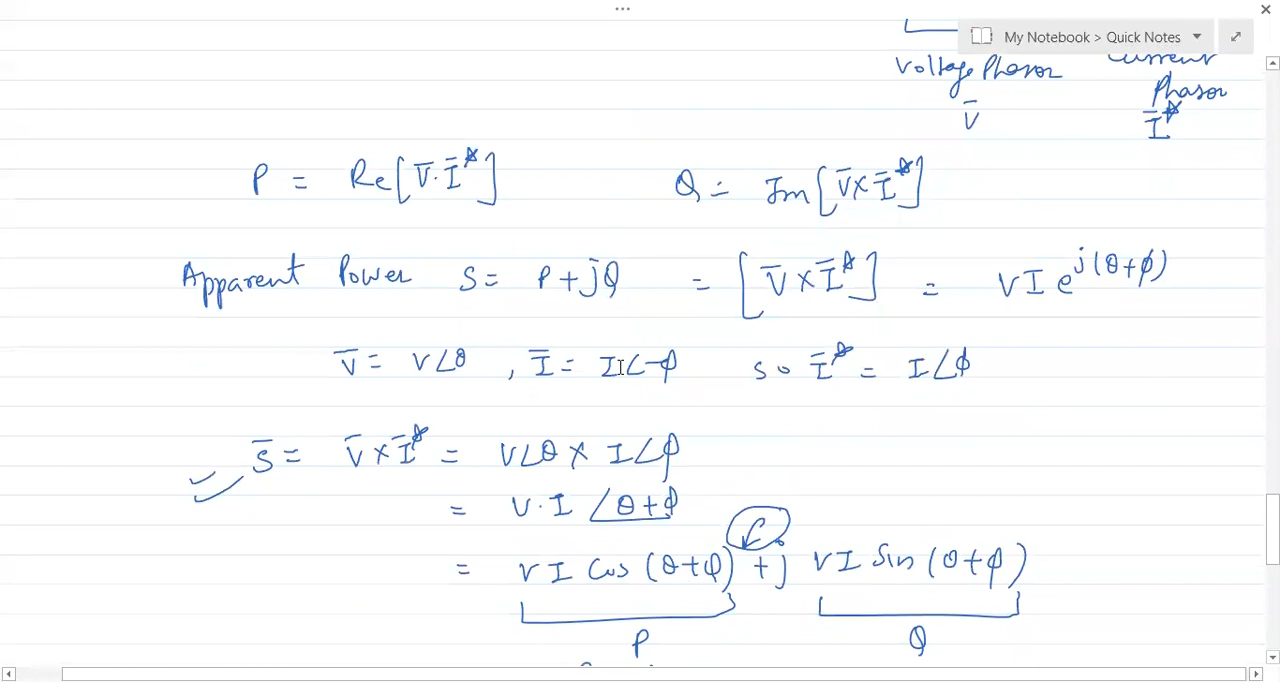 ...
My Notebook > Quick Notes
Voltage Phasor Current
Phasor
V̅ I̅*
P = Re[V̅·I̅*] Q = Im[V̅×I̅*]
Apparent Power S = P+jQ = [V̅×I̅*] = VI e^{j(θ+φ)}
V̅ = V∠θ , I̅ = I∠-φ so I̅* = I∠φ
S̅ = V̅×I̅* = V∠θ × I∠φ
= V·I ∠θ+φ
= VI Cos(θ+φ) + j VI Sin(θ+φ)
P Q